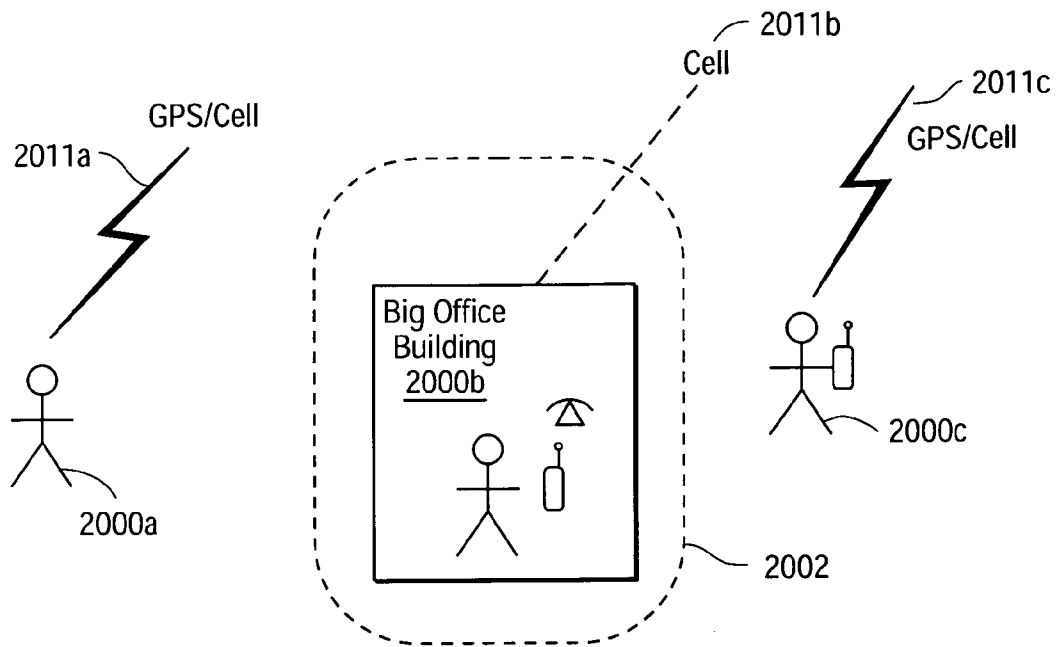 2011b
Cell
2011c
GPS/Cell
GPS/Cell
2011a
Big Office
Building
2000b
2000c
2000a
2002